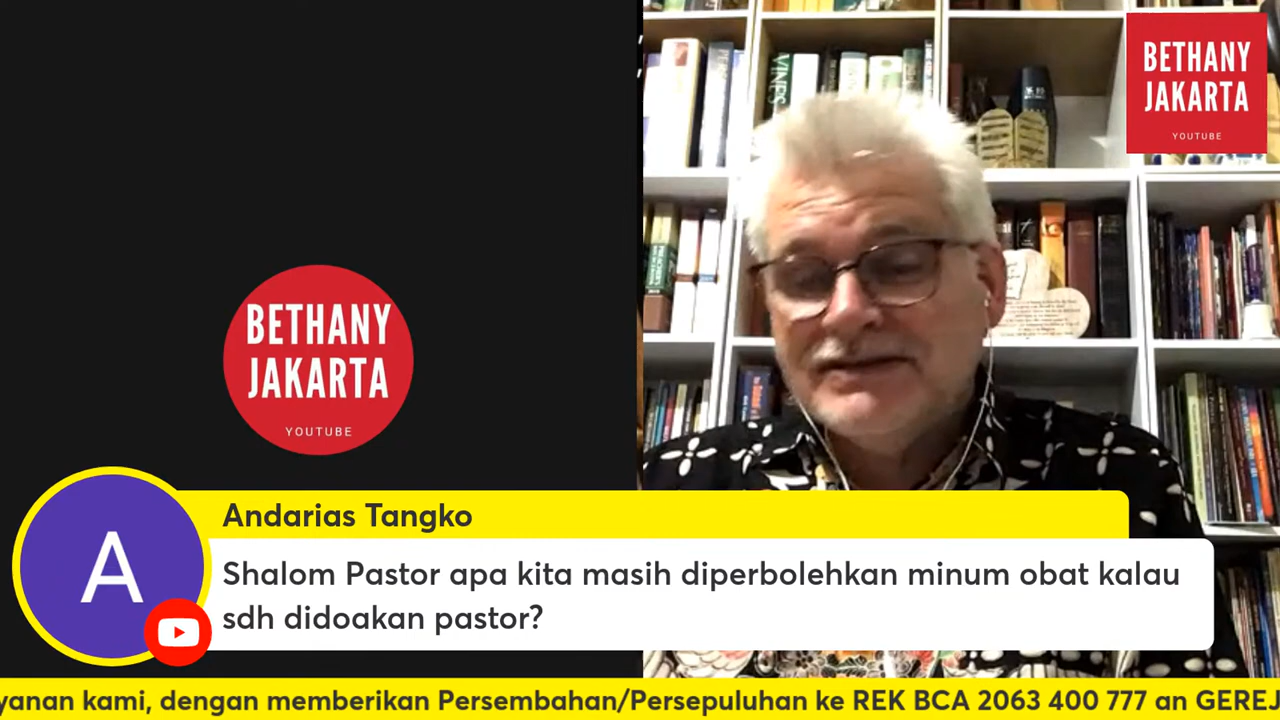 BETHANY
JAKARTA
YOUTUBE
VINES
BETHANY
JAKARTA
YOUTUBE
A
Andarias Tangko
Shalom Pastor apa kita masih diperbolehkan minum obat kalau
sdh didoakan pastor?
yanan kami, dengan memberikan Persembahan/Persepuluhan ke REK BCA 2063 400 777 an GEREJ